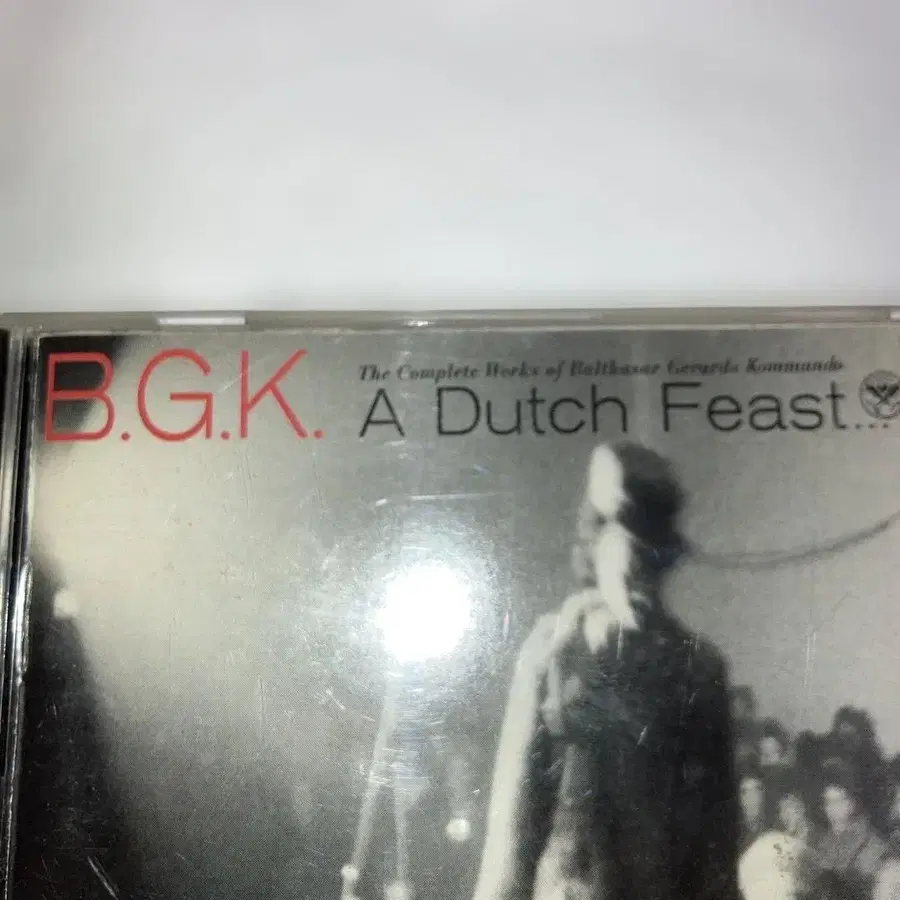 B.G.K.
The Complete Works of Balthasar Gerards Kommando
A Dutch Feast...